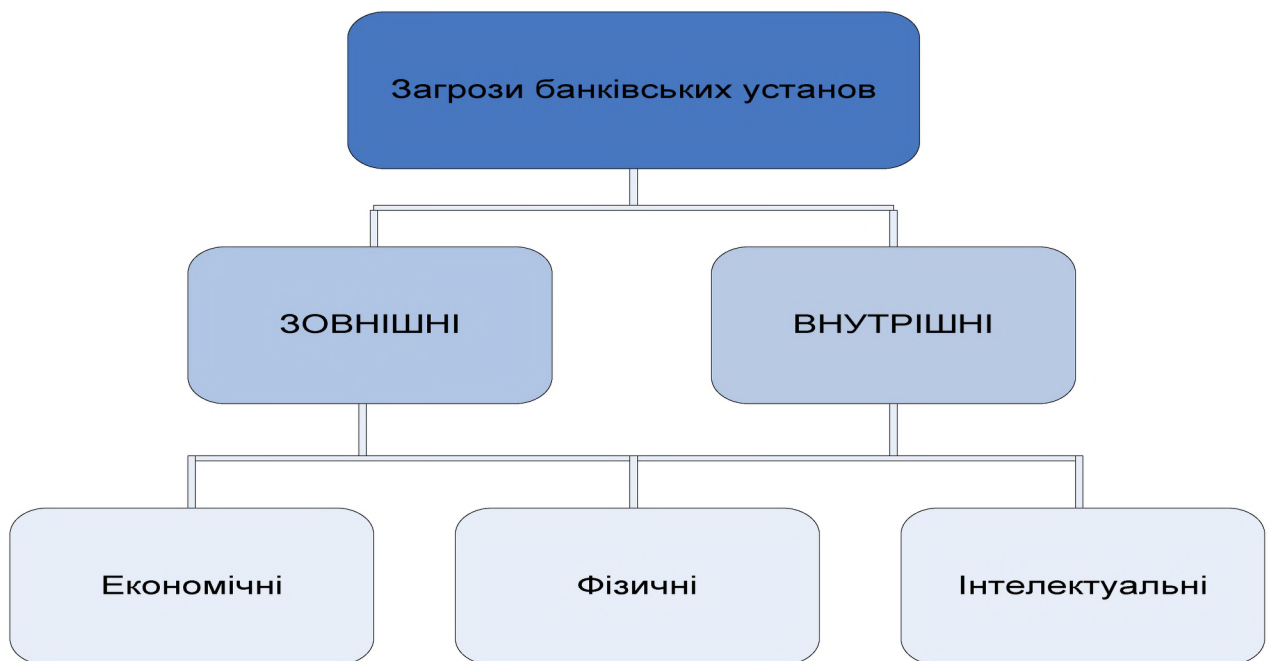 Загрози банківських установ
ЗОВНІШНІ
ВНУТРІШНІ
Економічні
Фізичні
Інтелектуальні